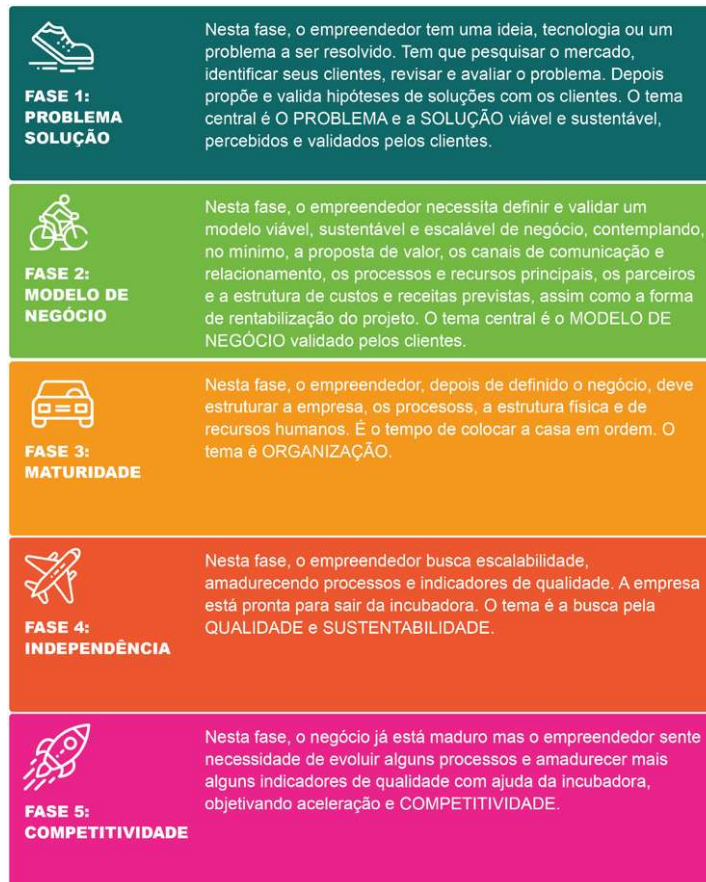 FASE 1:
PROBLEMA
SOLUÇÃO
Nesta fase, o empreendedor tem uma ideia, tecnologia ou um
problema a ser resolvido. Tem que pesquisar o mercado,
identificar seus clientes, revisar e avaliar o problema. Depois
propõe e valida hipóteses de soluções com os clientes. O tema
central é O PROBLEMA e a SOLUÇÃO viável e sustentável,
percebidos e validados pelos clientes.
FASE 2:
MODELO DE
NEGÓCIO
Nesta fase, o empreendedor necessita definir e validar um
modelo viável, sustentável e escalável de negócio, contemplando,
no mínimo, a proposta de valor, os canais de comunicação e
relacionamento, os processos e recursos principais, os parceiros
e a estrutura de custos e receitas previstas, assim como a forma
de rentabilização do projeto. O tema central é o MODELO DE
NEGÓCIO validado pelos clientes.
FASE 3:
MATURIDADE
Nesta fase, o empreendedor, depois de definido o negócio, deve
estruturar a empresa, os procesoss, a estrutura física e de
recursos humanos. É o tempo de colocar a casa em ordem. O
tema é ORGANIZAÇÃO.
FASE 4:
INDEPENDÊNCIA
Nesta fase, o empreendedor busca escalabilidade,
amadurecendo processos e indicadores de qualidade. A empresa
está pronta para sair da incubadora. O tema é a busca pela
QUALIDADE e SUSTENTABILIDADE.
FASE 5:
COMPETITIVIDADE
Nesta fase, o negócio já está maduro mas o empreendedor sente
necessidade de evoluir alguns processos e amadurecer mais
alguns indicadores de qualidade com ajuda da incubadora,
objetivando aceleração e COMPETITIVIDADE.